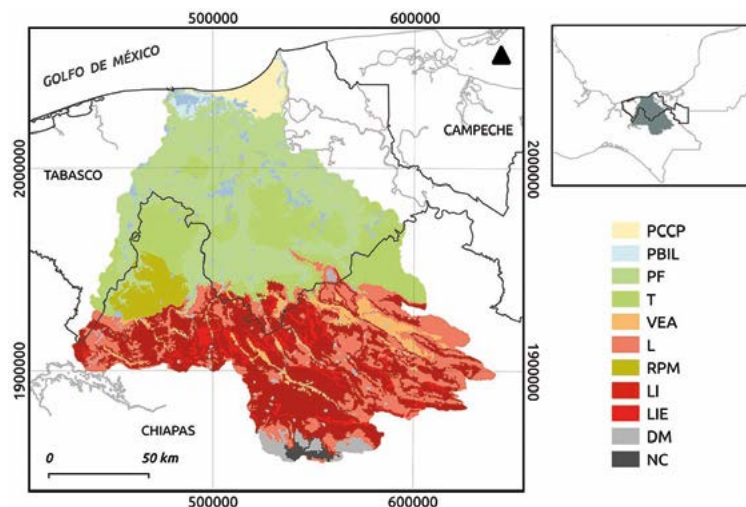 500000 600000
GOLFO DE MÉXICO
CAMPECHE
TABASCO
2000000
2000000
1900000
1900000
CHIAPAS
0 50 km
500000 600000
PCCP
PBIL
PF
T
VEA
L
RPM
LI
LIE
DM
NC